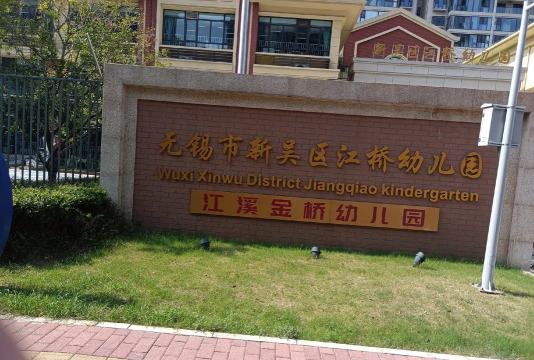 无锡市新吴区江桥幼儿园
Wuxi Xinwu District Jiangqiao kindergarten
江溪金桥幼儿园